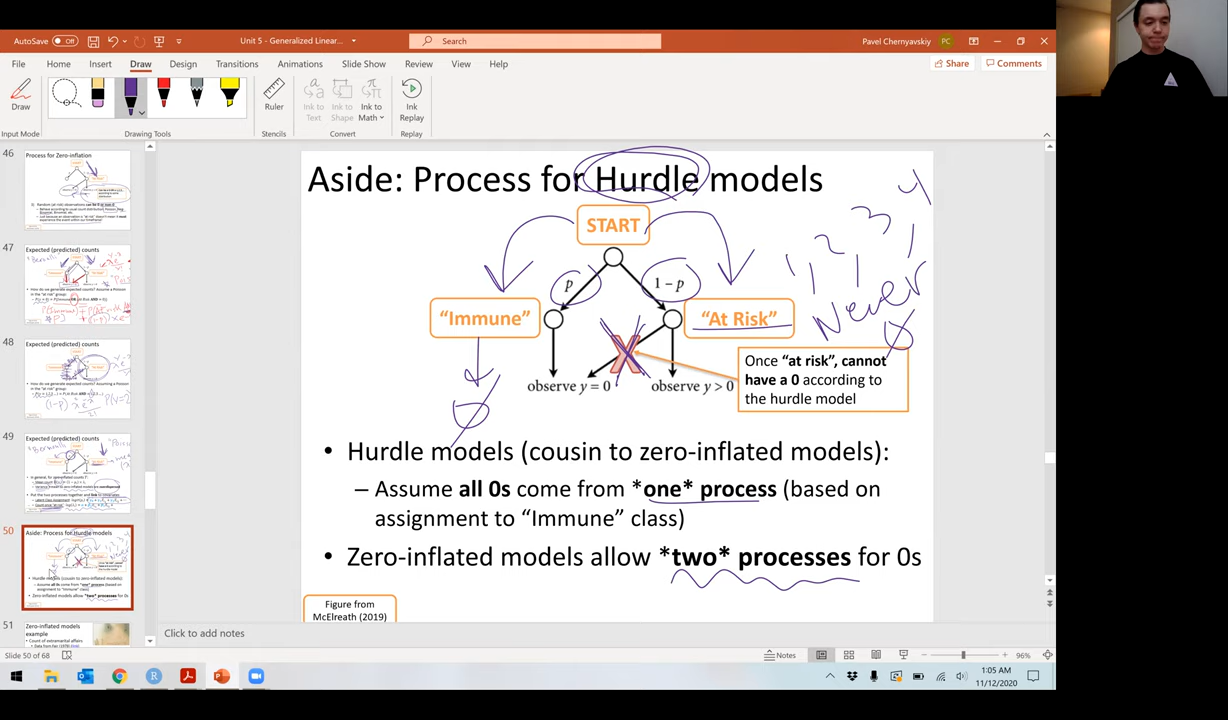 AutoSave Off
Unit 5 - Generalized Linear...
Search
Pavel Chernyavskiy PC
File Home Insert Draw Design Transitions Animations Slide Show Review View Help
Share Comments
Draw
Ruler
Ink to Text
Ink to Shape
Ink to Math
Ink Replay
Input Mode Drawing Tools Stencils Convert Replay
46
Process for Zero-inflation
47
Expected (predicted) counts
48
Expected (predicted) counts
49
Expected (predicted) counts
50
Aside: Process for Hurdle models
51
Zero-inflated models
example
Aside: Process for Hurdle models
START
p
1 − p
"Immune"
"At Risk"
1, 2, 3, 4
Never
0
observe y = 0
observe y > 0
0
Once "at risk", cannot
have a 0 according to
the hurdle model
• Hurdle models (cousin to zero-inflated models):
– Assume all 0s come from *one* process (based on
assignment to "Immune" class)
• Zero-inflated models allow *two* processes for 0s
Figure from
McElreath (2019)
Click to add notes
Slide 50 of 68
Notes
96%
1:05 AM
11/12/2020